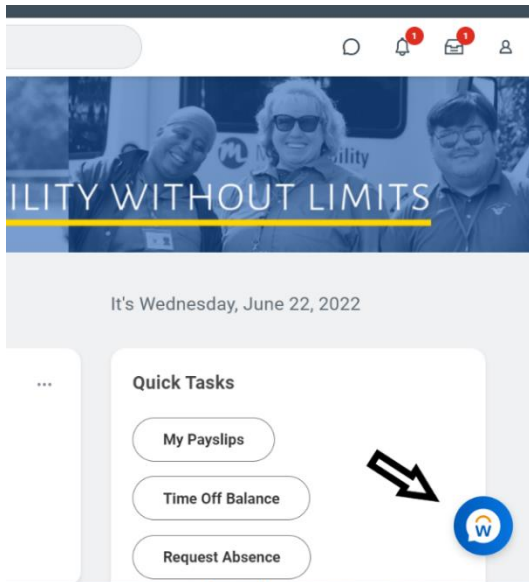 1 1
ility
ILITY WITHOUT LIMITS
It's Wednesday, June 22, 2022
Quick Tasks
My Payslips
Time Off Balance
Request Absence
W